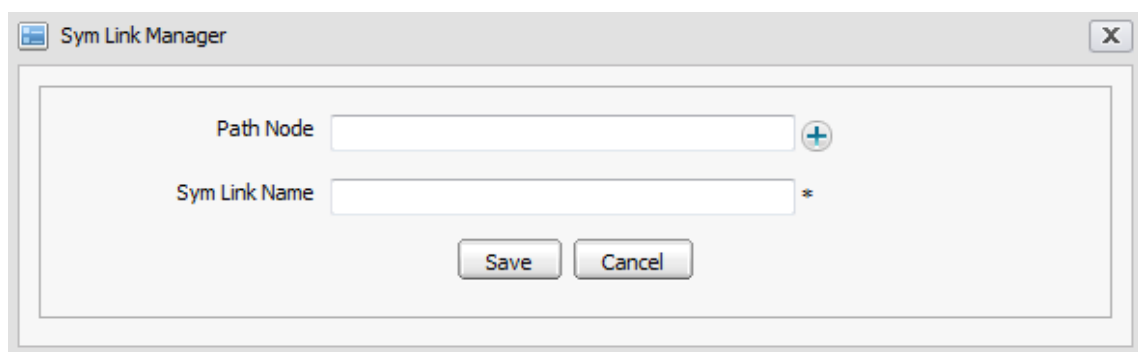 Sym Link Manager X
Path Node +
Sym Link Name *
Save Cancel